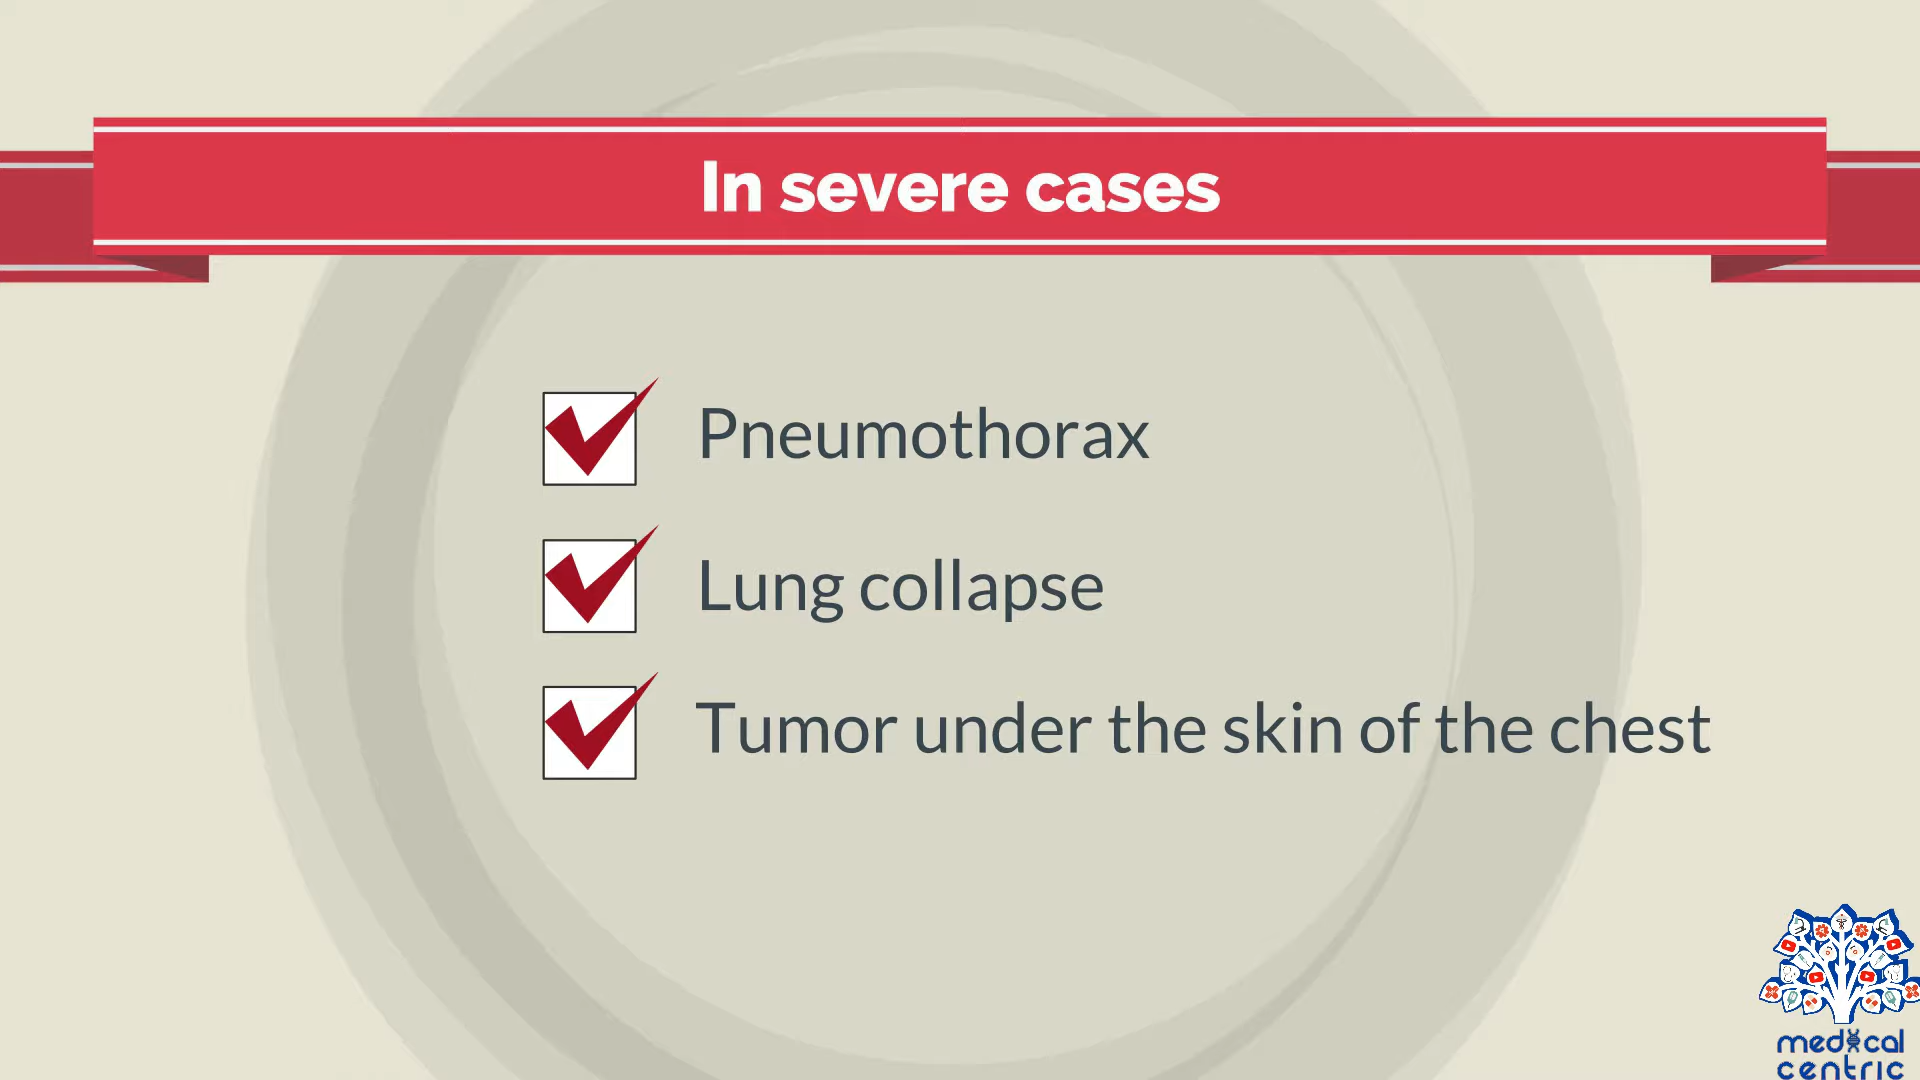 In severe cases
Pneumothorax
Lung collapse
Tumor under the skin of the chest
medical
centric